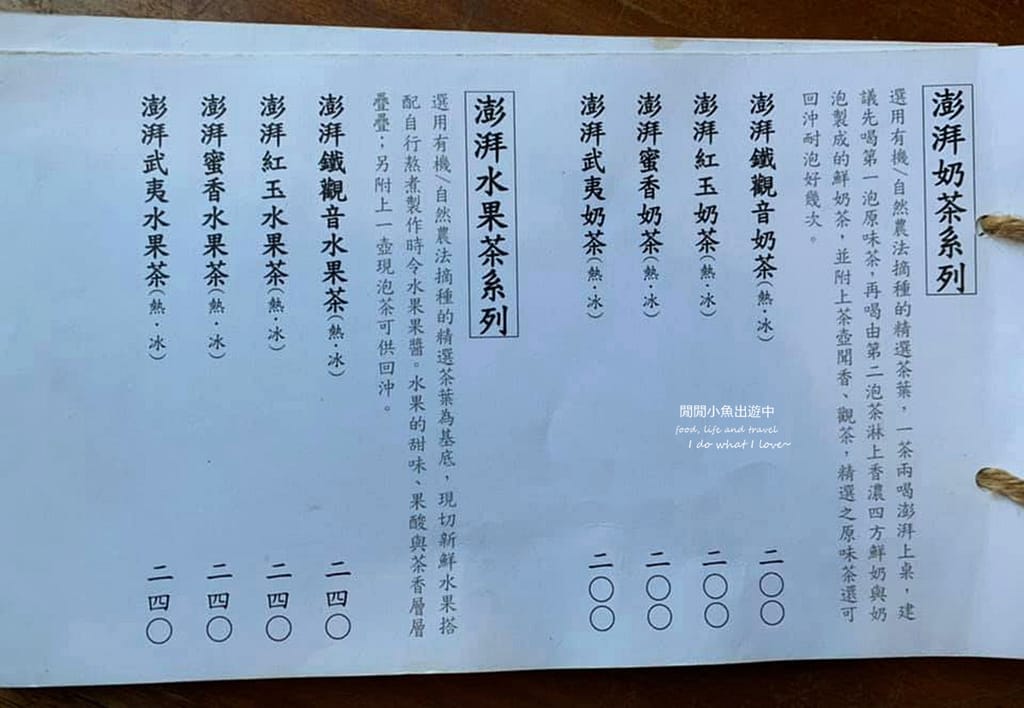 澎湃奶茶系列
選用有機/自然農法摘種的精選茶葉，一茶兩喝澎湃上桌，建
議先喝第一泡原味茶，再喝由第二泡茶淋上香濃四方鮮奶與奶
泡製成的鮮奶茶，並附上茶壺聞香、觀茶，精選之原味茶還可
回沖耐泡好幾次。
澎湃鐵觀音奶茶(熱·冰) 二〇〇
澎湃紅玉奶茶(熱·冰) 二〇〇
澎湃蜜香奶茶(熱·冰) 二〇〇
澎湃武夷奶茶(熱·冰) 二〇〇
澎湃水果茶系列
選用有機/自然農法摘種的精選茶葉為基底，現切新鮮水果搭
配自行熬煮製作時令水果果醬。水果的甜味、果酸與茶香層層
疊疊；另附上一壺現泡茶可供回沖。
澎湃鐵觀音水果茶(熱·冰) 二四〇
澎湃紅玉水果茶(熱·冰) 二四〇
澎湃蜜香水果茶(熱·冰) 二四〇
澎湃武夷水果茶(熱·冰) 二四〇
閒閒小魚出遊中
food, life and travel
I do what I love~